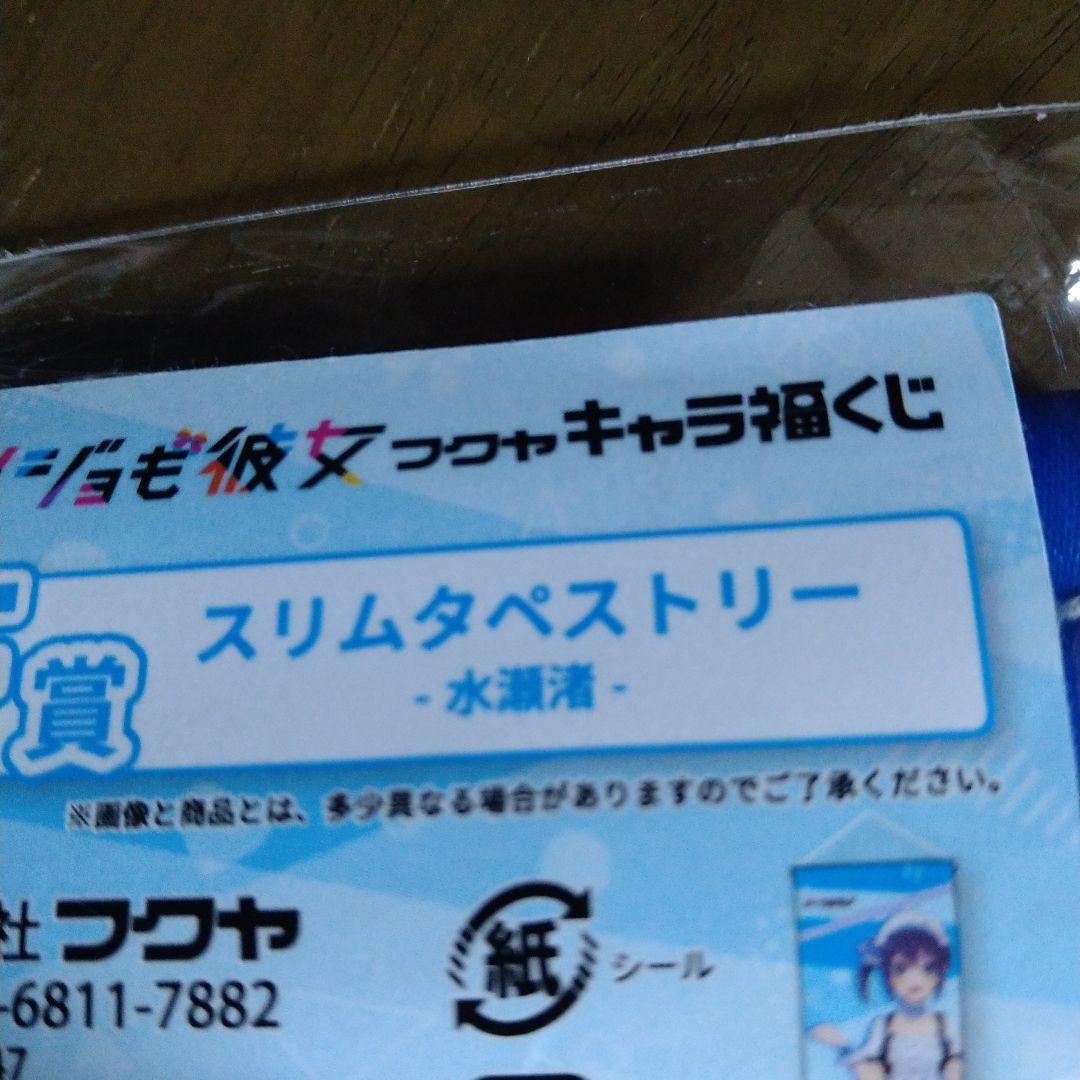 ジョも彼女 フクヤキャラ福くじ
賞
スリムタペストリー
- 水瀬渚 -
※画像と商品とは、多少異なる場合がありますのでご了承ください。
社フクヤ
紙 シール
-6811-7882
47